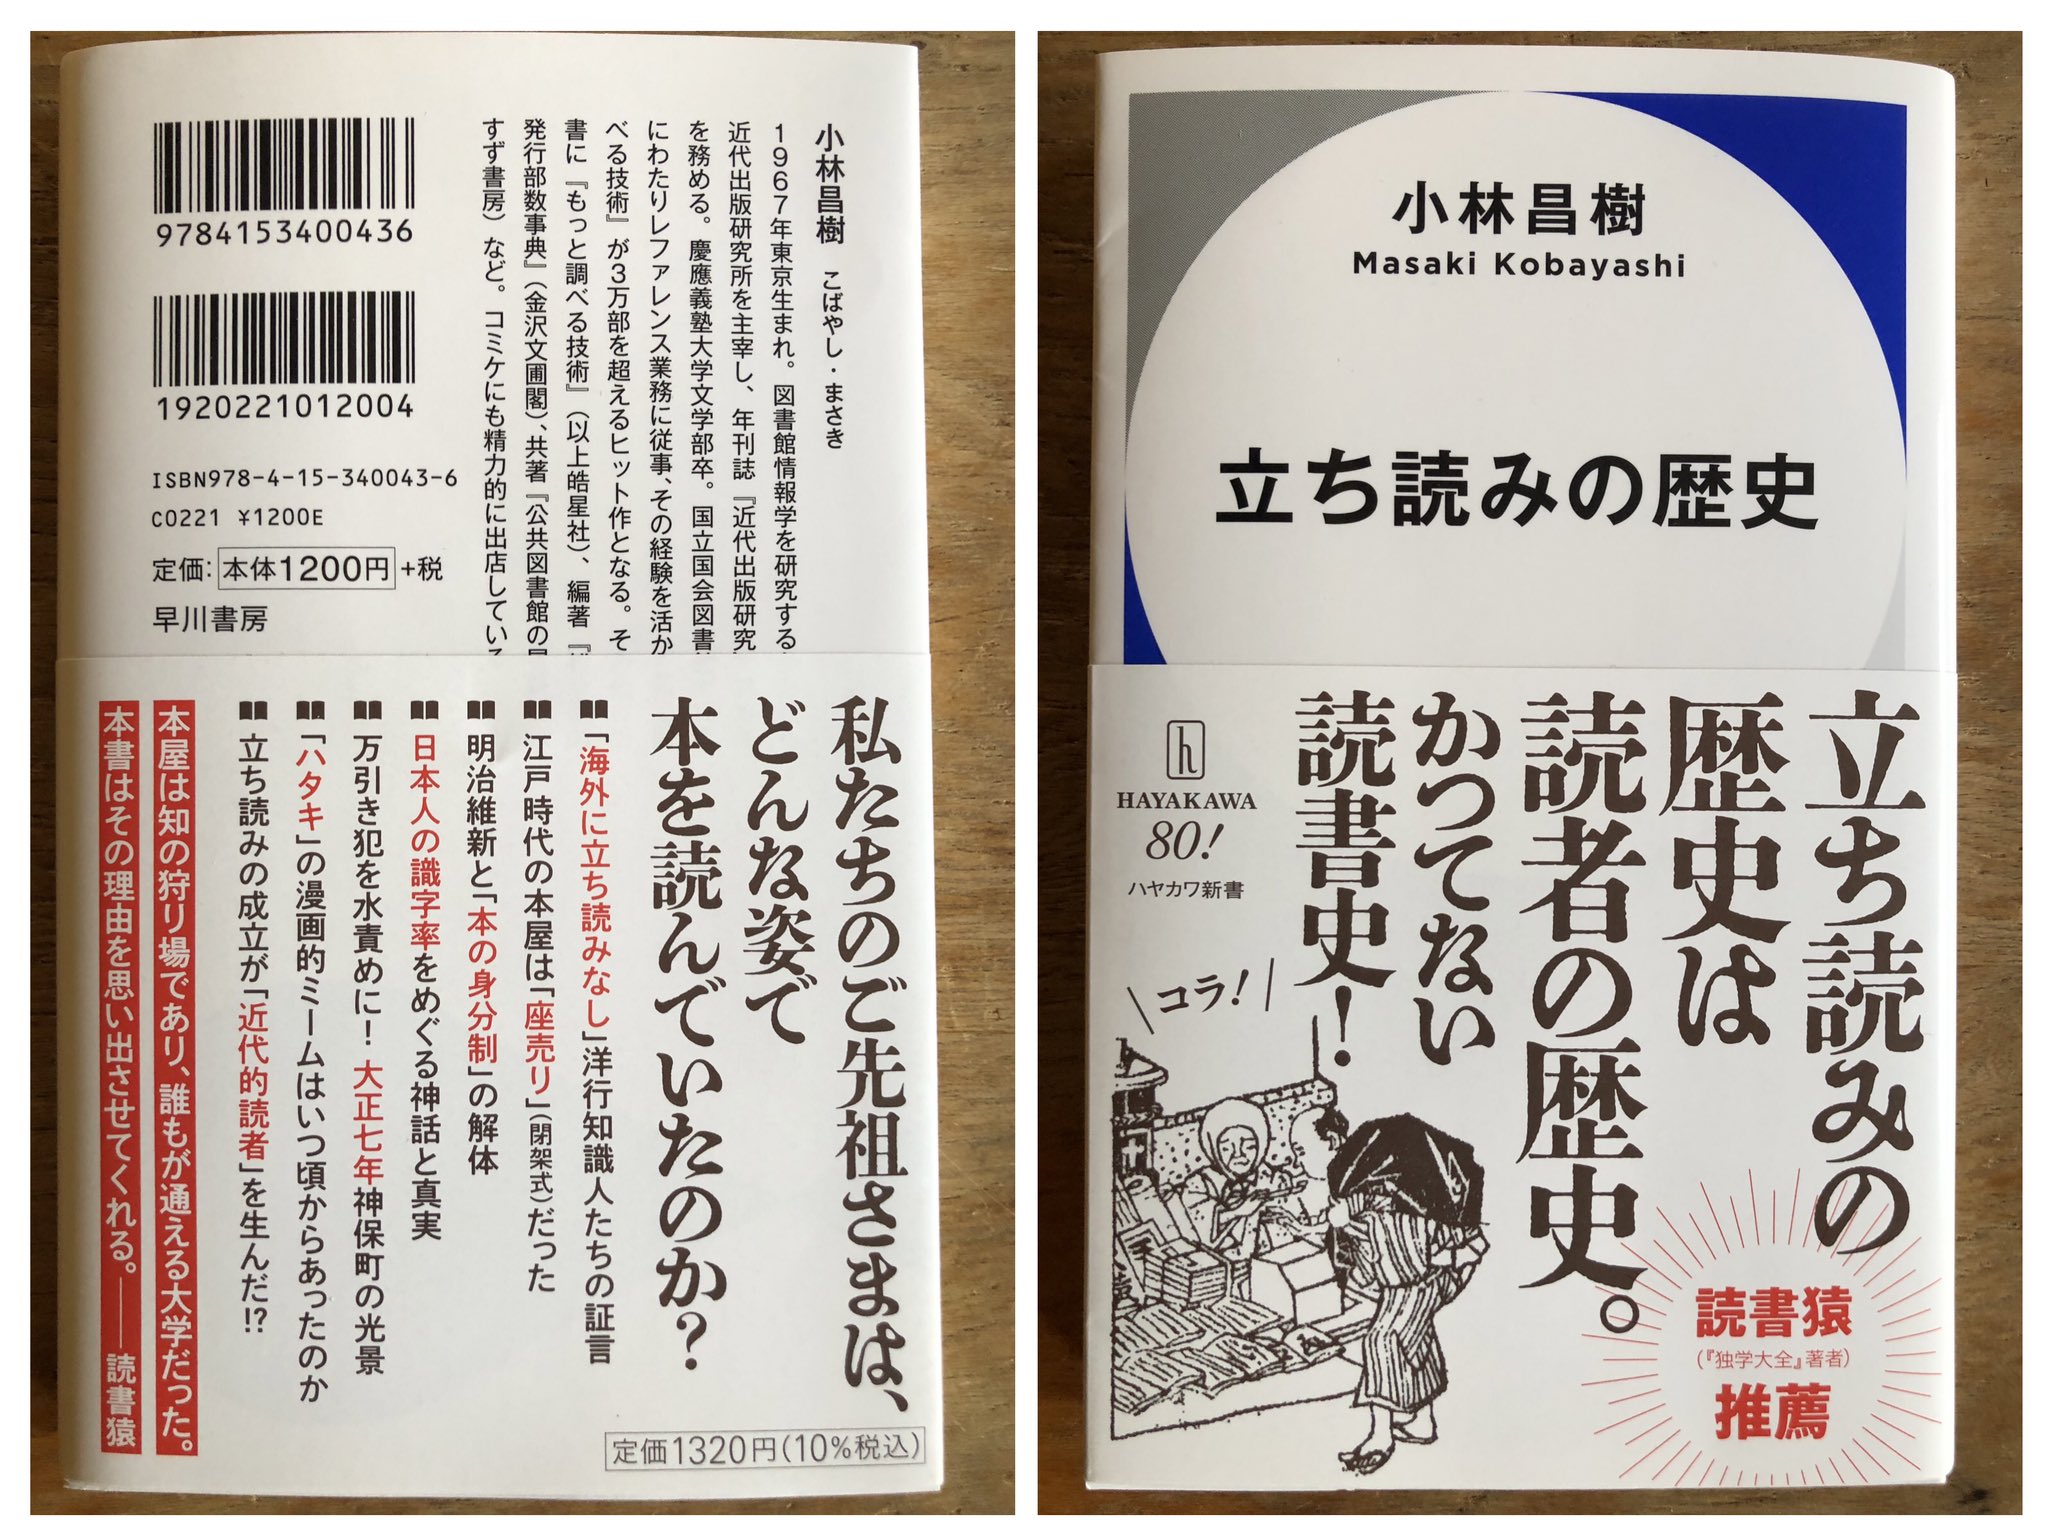 9784153400436
1920221012004
ISBN978-4-15-340043-6
C0221 ¥1200E
定価:本体1200円+税
早川書房
小林昌樹 こばやし・まさき
1967年東京生まれ。図書館情報学を研究する
近代出版研究所を主宰し、年刊誌『近代出版研究
を務める。慶應義塾大学文学部卒。国立国会図書
にわたりレファレンス業務に従事、その経験を活か
べる技術』が3万部を超えるヒット作となる。そ
書に『もっと調べる技術』(以上皓星社)、編著『
発行部数事典』(金沢文圃閣)、共著『公共図書館の
すず書房)など。コミケにも精力的に出店している
私たちのご先祖さまは、
どんな姿で
本を読んでいたのか?
「海外に立ち読みなし」洋行知識人たちの証言
江戸時代の本屋は「座売り」(閉架式)だった
明治維新と「本の身分制」の解体
日本人の識字率をめぐる神話と真実
万引き犯を水責めに!大正七年神保町の光景
「ハタキ」の漫画的ミームはいつ頃からあったのか
立ち読みの成立が「近代的読者」を生んだ!?
本屋は知の狩り場であり、誰もが通える大学だった。
本書はその理由を思い出させてくれる。——読書猿
定価1320円(10%税込)
小林昌樹
Masaki Kobayashi
立ち読みの歴史
立ち読みの
歴史は
読者の歴史。
かつてない
読書史!
h
HAYAKAWA
80!
ハヤカワ新書
コラ!
読書猿
(『独学大全』著者)
推薦